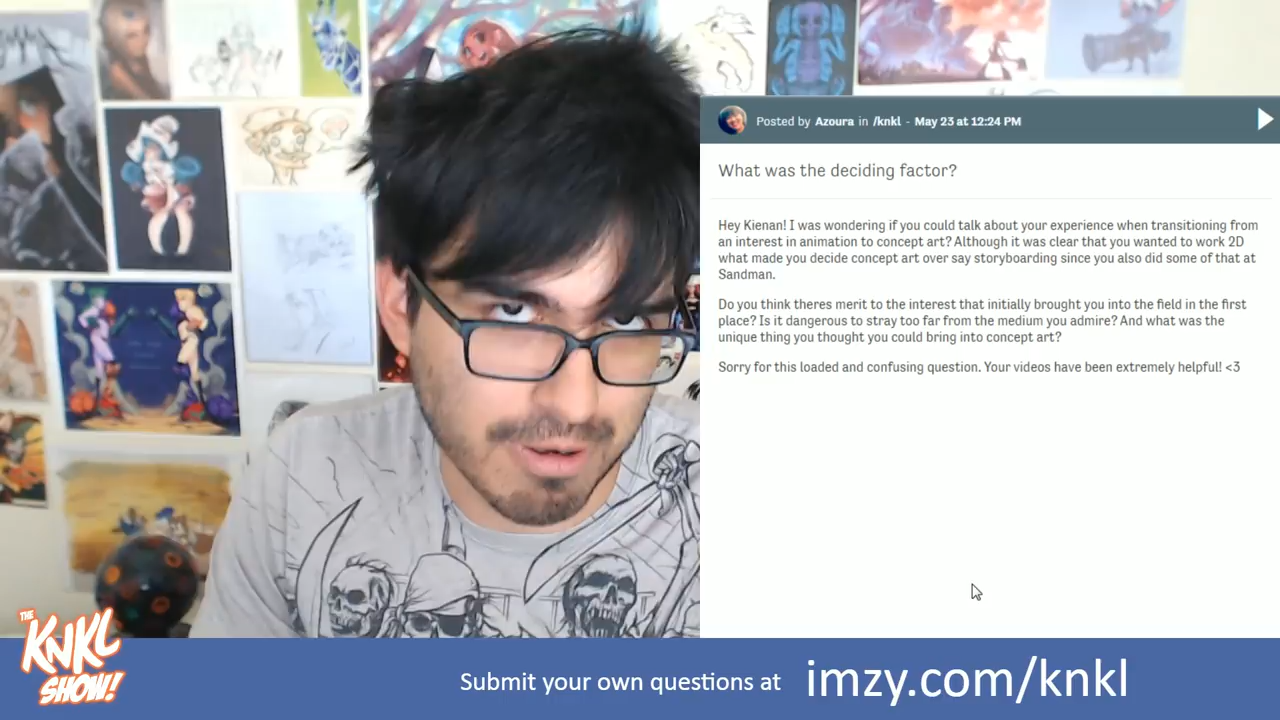 Posted by Azoura in /knkl - May 23 at 12:24 PM
What was the deciding factor?
Hey Kienan! I was wondering if you could talk about your experience when transitioning from
an interest in animation to concept art? Although it was clear that you wanted to work 2D
what made you decide concept art over say storyboarding since you also did some of that at
Sandman.
Do you think theres merit to the interest that initially brought you into the field in the first
place? Is it dangerous to stray too far from the medium you admire? And what was the
unique thing you thought you could bring into concept art?
Sorry for this loaded and confusing question. Your videos have been extremely helpful! <3
THE
KNKL
SHOW!
Submit your own questions at imzy.com/knkl